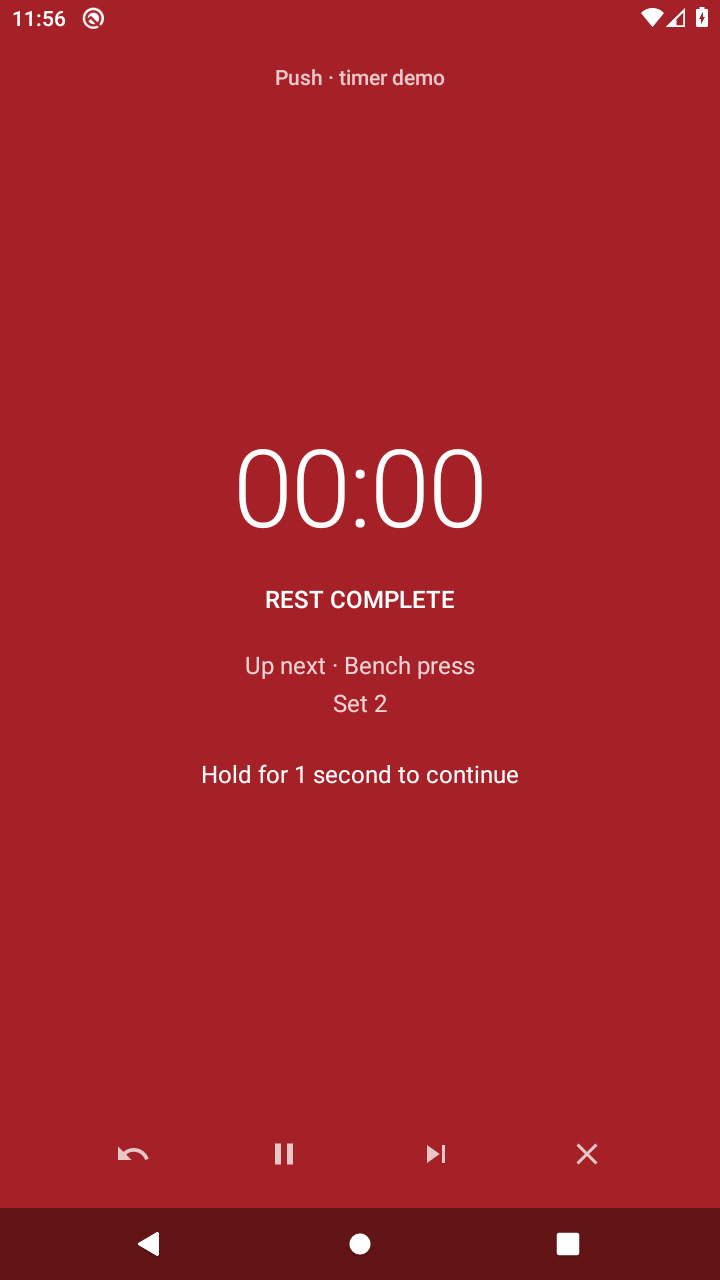 11:56
Push · timer demo
00:00
REST COMPLETE
Up next · Bench press
Set 2
Hold for 1 second to continue